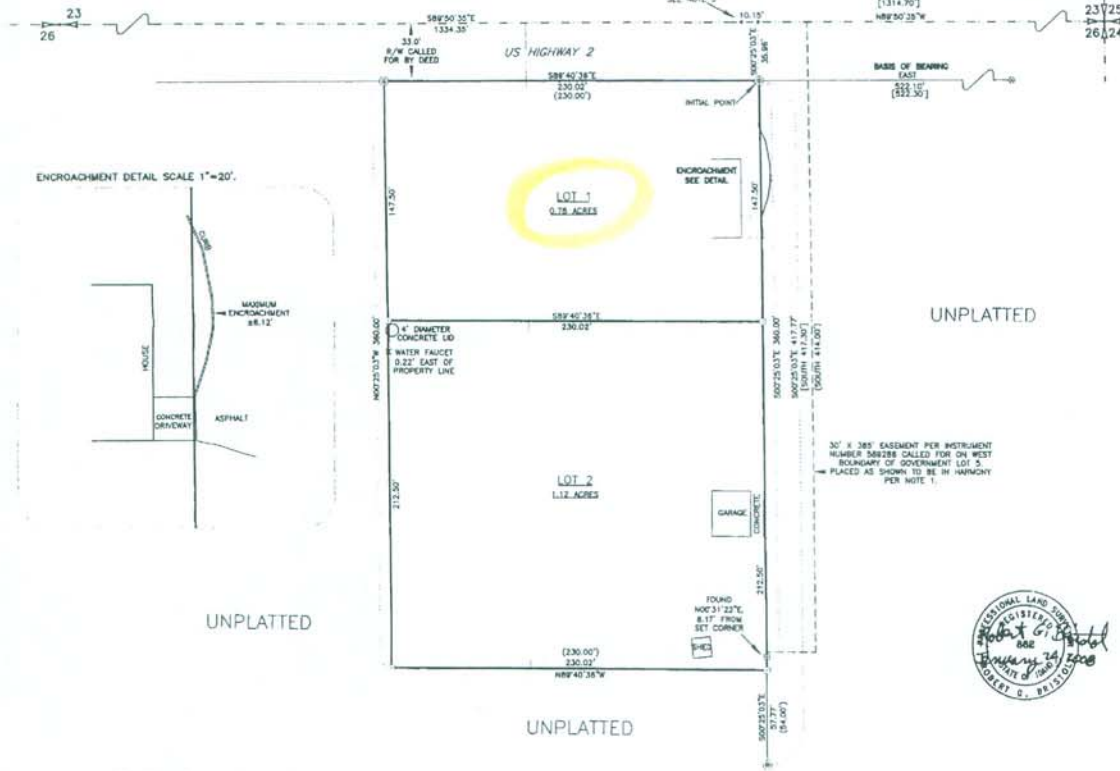 23
26
S89°50'35"E
1334.35'
10.15'
[1314.70']
N89°50'35"W
23
25
26
24
33.0'
R/W CALLED
FOR BY DEED
US HIGHWAY 2
S00°25'03"E
35.96'
BASIS OF BEARING
EAST
522.10'
[522.30']
S89°40'38"E
230.02'
(230.00')
INITIAL POINT
ENCROACHMENT DETAIL SCALE 1"=20'.
CURB
MAXIMUM
ENCROACHMENT
±6.12'
HOUSE
CONCRETE
DRIVEWAY
ASPHALT
147.50'
LOT 1
0.78 ACRES
ENCROACHMENT
SEE DETAIL
147.50'
UNPLATTED
S89°40'38"E
230.02'
4' DIAMETER
CONCRETE LID
WATER FAUCET
0.22' EAST OF
PROPERTY LINE
N00°25'03"W 360.00'
S00°25'03"E 360.00'
S00°25'03"E 417.77'
[SOUTH 417.30']
(SOUTH 414.00')
30' X 385' EASEMENT PER INSTRUMENT
NUMBER 589286 CALLED FOR ON WEST
BOUNDARY OF GOVERNMENT LOT 5.
PLACED AS SHOWN TO BE IN HARMONY
PER NOTE 1.
212.50'
LOT 2
1.12 ACRES
GARAGE
CONCRETE
212.50'
FOUND
N00°31'22"E,
8.17' FROM
SET CORNER
SHED
UNPLATTED
(230.00')
230.02'
N89°40'38"W
UNPLATTED
S00°25'03"E
57.77'
(54.00')
PROFESSIONAL LAND
REGISTERED
882
January 24, 2008
STATE OF IDAHO
ROBERT G. BRISTOL